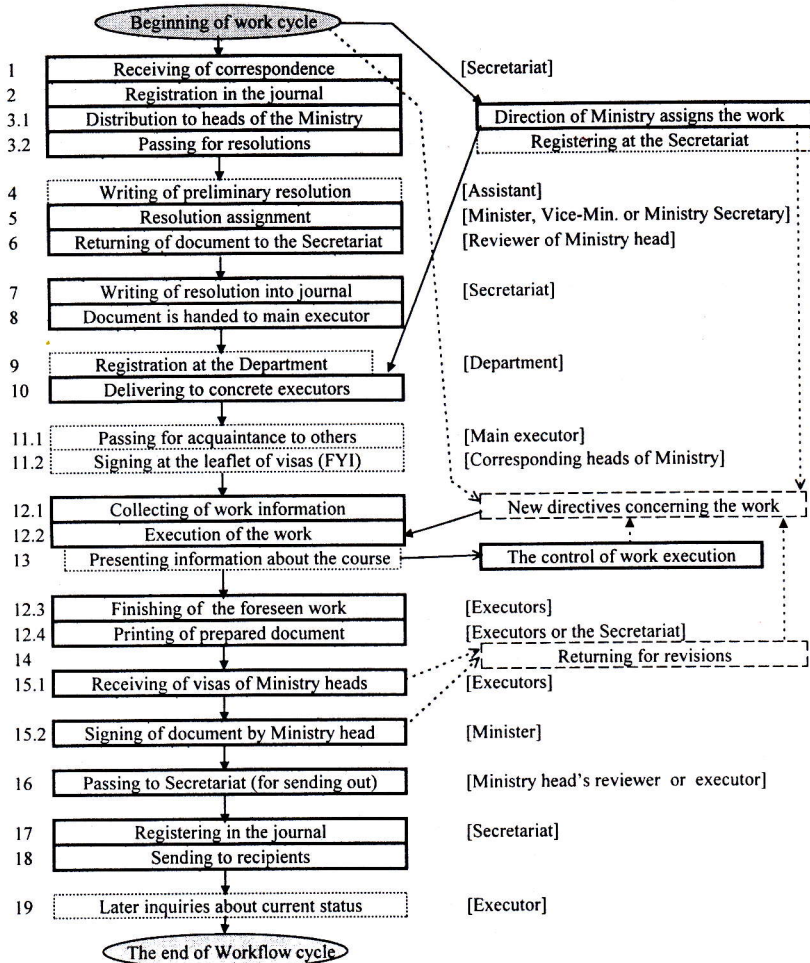 Beginning of work cycle
1 Receiving of correspondence [Secretariat]
2 Registration in the journal
3.1 Distribution to heads of the Ministry Direction of Ministry assigns the work
3.2 Passing for resolutions Registering at the Secretariat
4 Writing of preliminary resolution [Assistant]
5 Resolution assignment [Minister, Vice-Min. or Ministry Secretary]
6 Returning of document to the Secretariat [Reviewer of Ministry head]
7 Writing of resolution into journal [Secretariat]
8 Document is handed to main executor
9 Registration at the Department [Department]
10 Delivering to concrete executors
11.1 Passing for acquaintance to others [Main executor]
11.2 Signing at the leaflet of visas (FYI) [Corresponding heads of Ministry]
12.1 Collecting of work information New directives concerning the work
12.2 Execution of the work
13 Presenting information about the course The control of work execution
12.3 Finishing of the foreseen work [Executors]
12.4 Printing of prepared document [Executors or the Secretariat]
14 Returning for revisions
15.1 Receiving of visas of Ministry heads [Executors]
15.2 Signing of document by Ministry head [Minister]
16 Passing to Secretariat (for sending out) [Ministry head's reviewer or executor]
17 Registering in the journal [Secretariat]
18 Sending to recipients
19 Later inquiries about current status [Executor]
The end of Workflow cycle